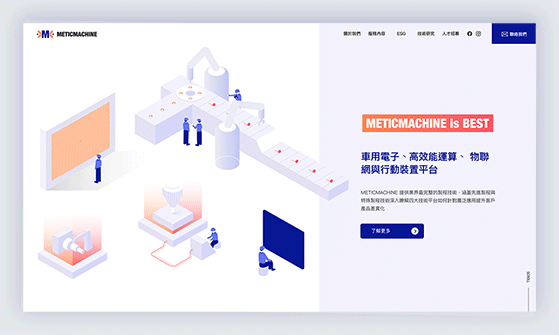 METICMACHINE
關於我們
服務內容
ESG
技術研究
人才招募
聯絡我們
METICMACHINE is BEST
車用電子、高效能運算、 物聯
網與行動裝置平台
METICMACHINE 提供業界最完整的製程技術，涵蓋先進製程與
特殊製程技術深入瞭解四大技術平台如何針對廣泛應用提升客戶
產品差異化
了解更多
SCROLL